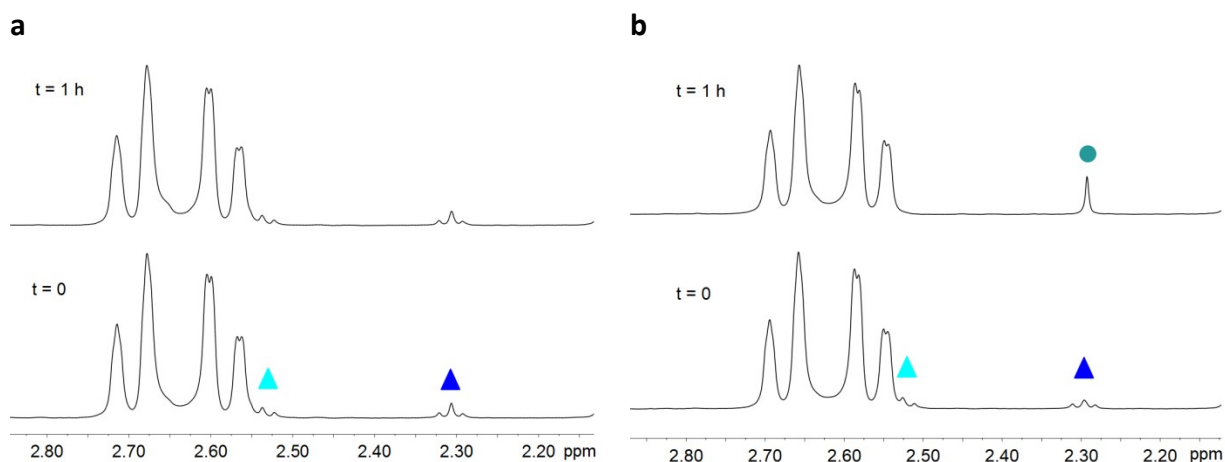 a
t = 1 h
t = 0
2.80 2.70 2.60 2.50 2.40 2.30 2.20 ppm
b
t = 1 h
t = 0
2.80 2.70 2.60 2.50 2.40 2.30 2.20 ppm